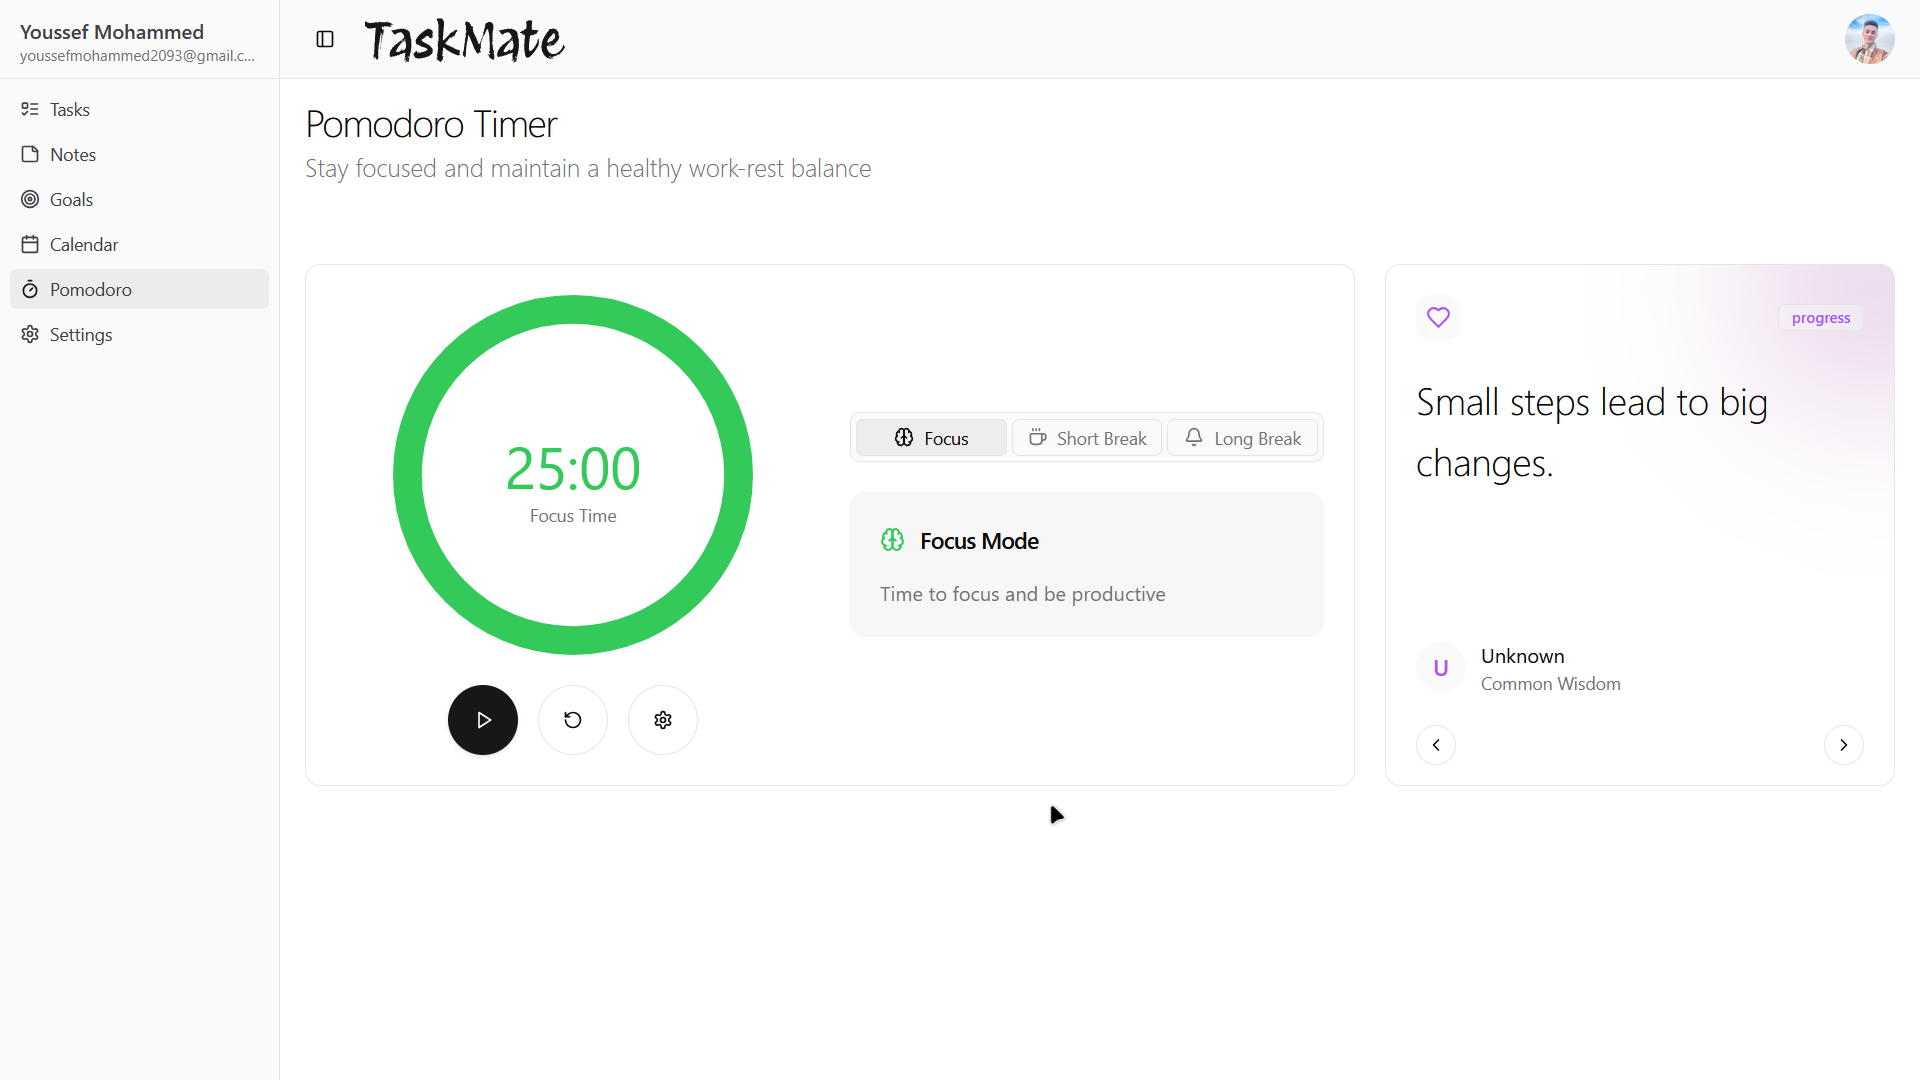 Youssef Mohammed
youssefmohammed2093@gmail.c...
TaskMate
Tasks
Notes
Goals
Calendar
Pomodoro
Settings
Pomodoro Timer
Stay focused and maintain a healthy work-rest balance
25:00
Focus Time
Focus
Short Break
Long Break
Focus Mode
Time to focus and be productive
progress
Small steps lead to big
changes.
U
Unknown
Common Wisdom